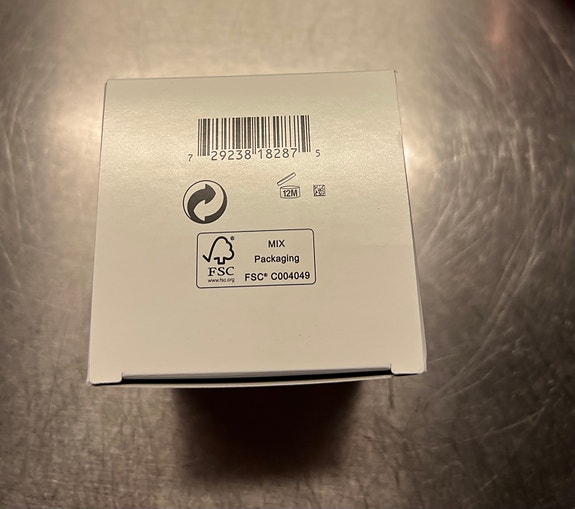 7 29238 18287 5
12M
FSC®
www.fsc.org
MIX
Packaging
FSC® C004049